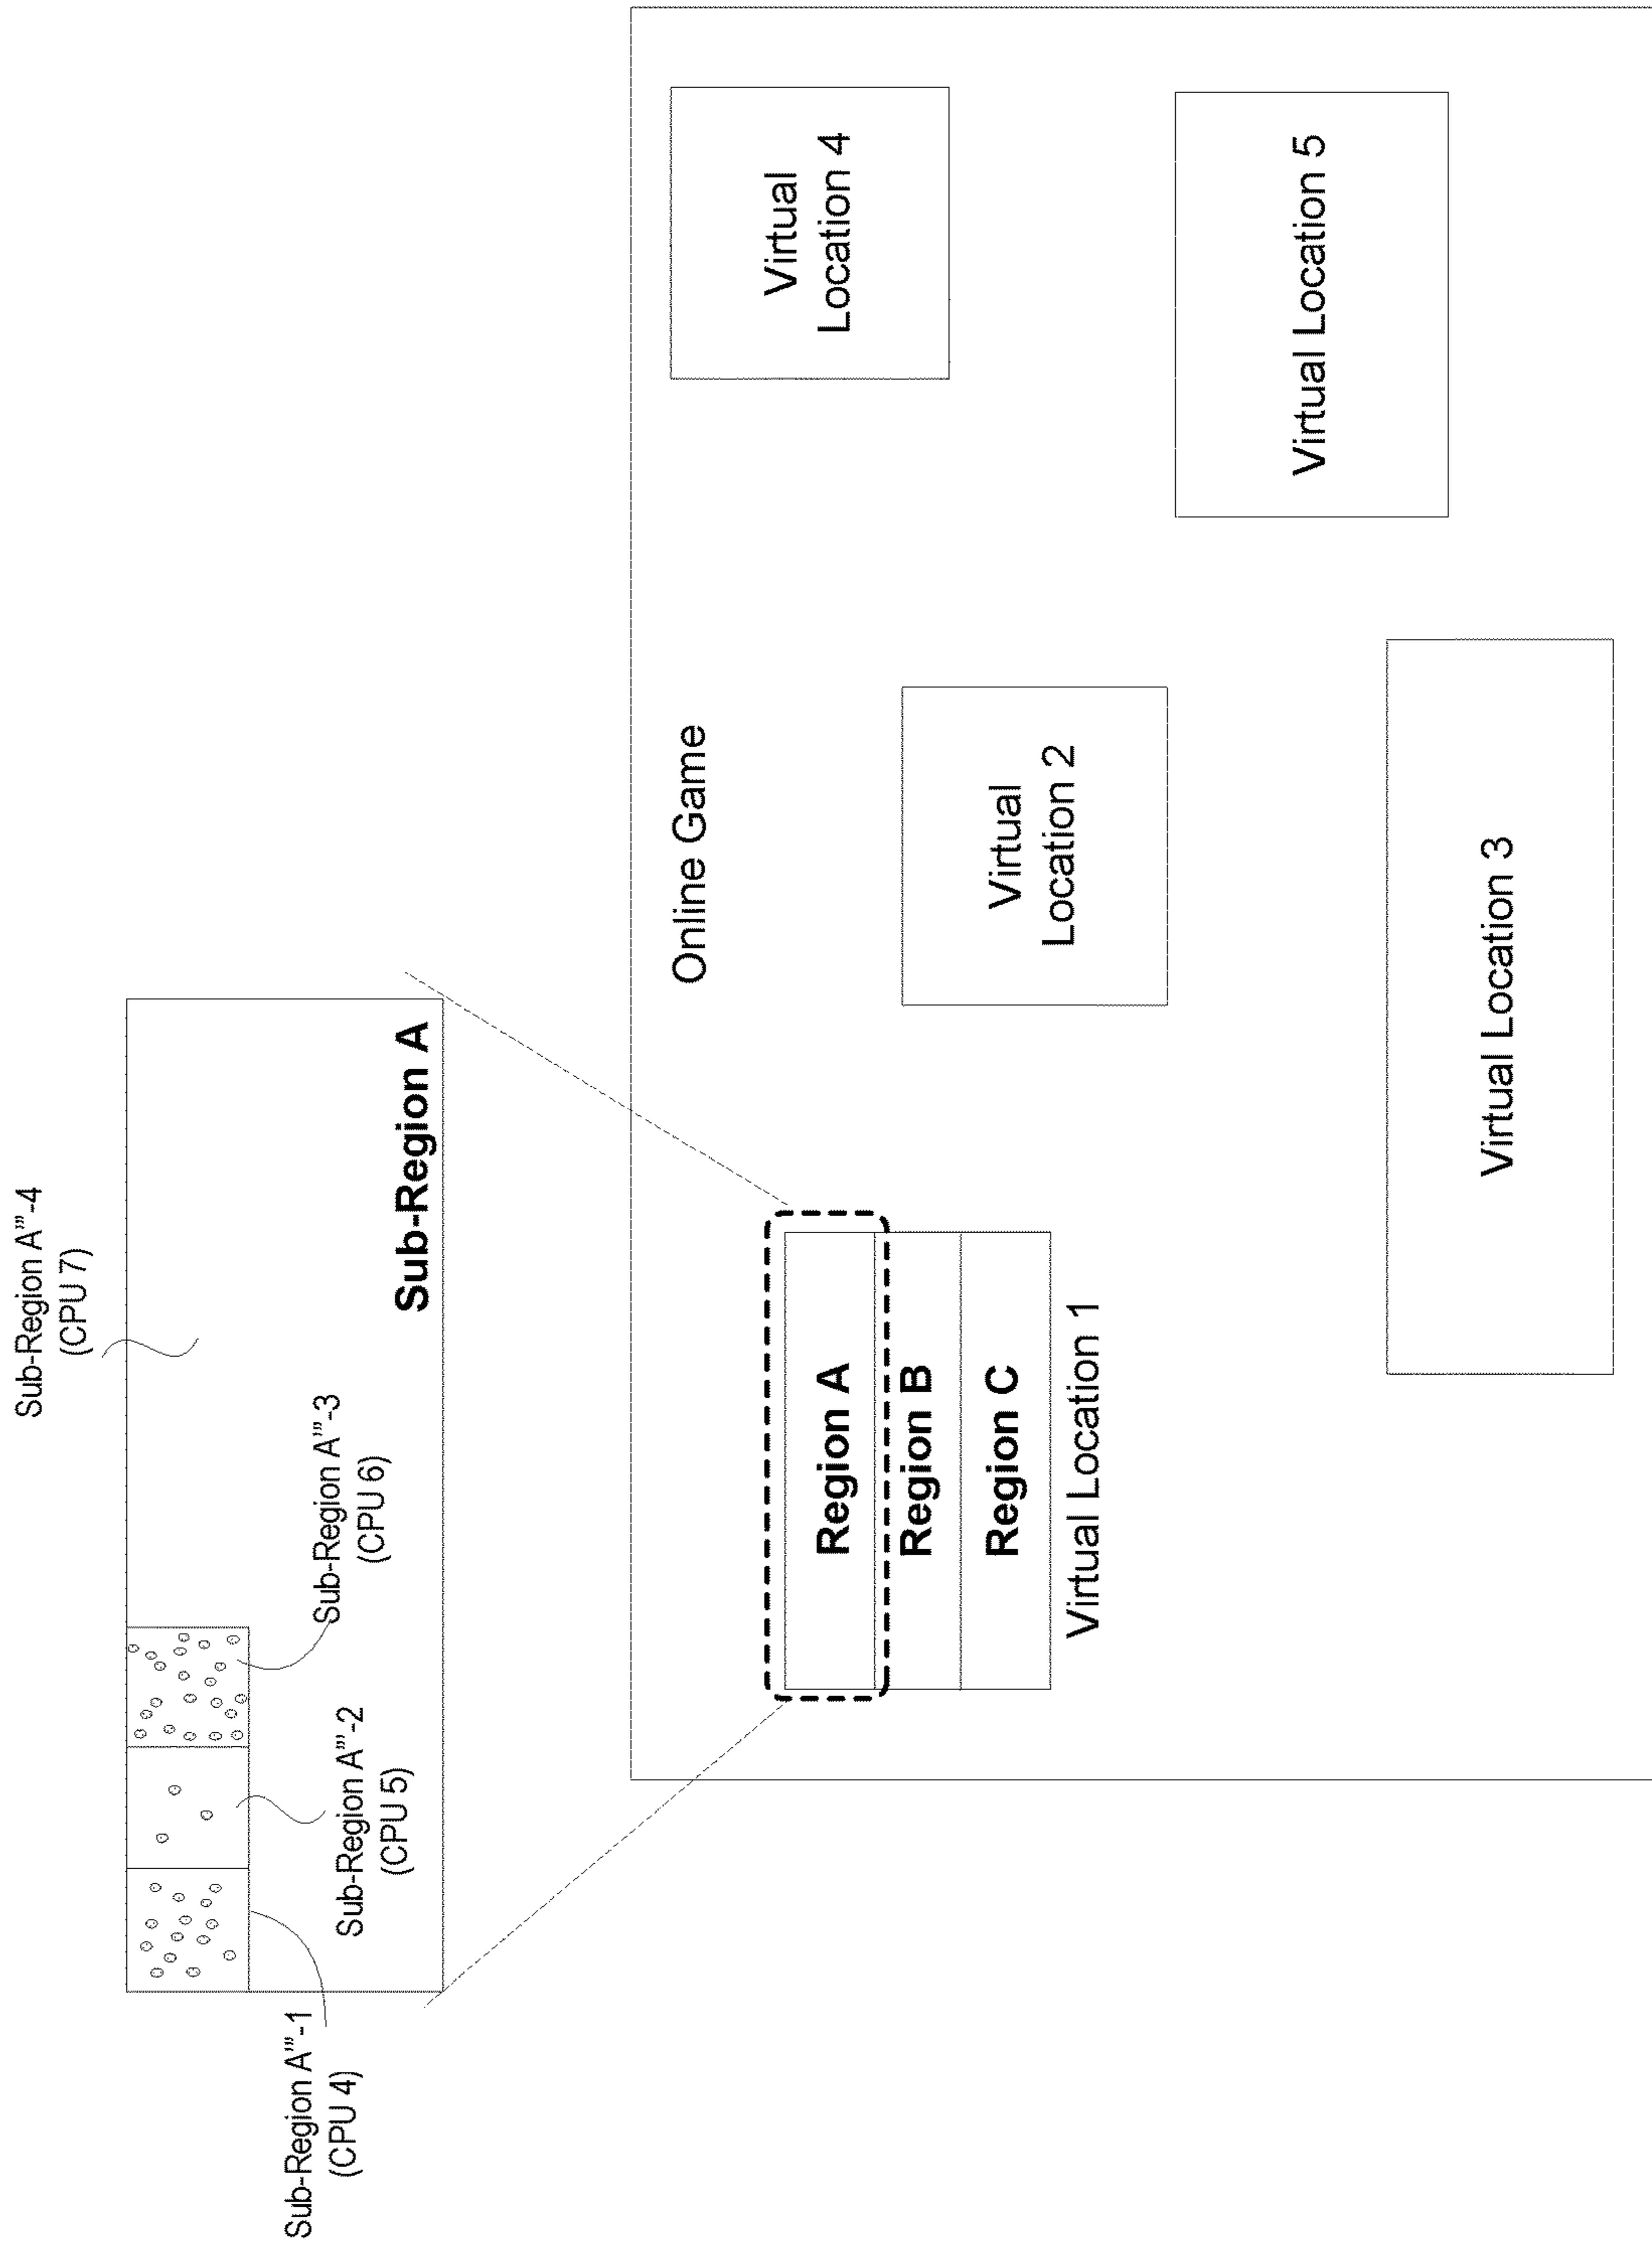 Sub-Region A'''-1
(CPU 4)
Sub-Region A'''-2
(CPU 5)
Sub-Region A'''-3
(CPU 6)
Sub-Region A'''-4
(CPU 7)
Sub-Region A
Online Game
Region A
Region B
Region C
Virtual Location 1
Virtual
Location 2
Virtual Location 3
Virtual
Location 4
Virtual Location 5